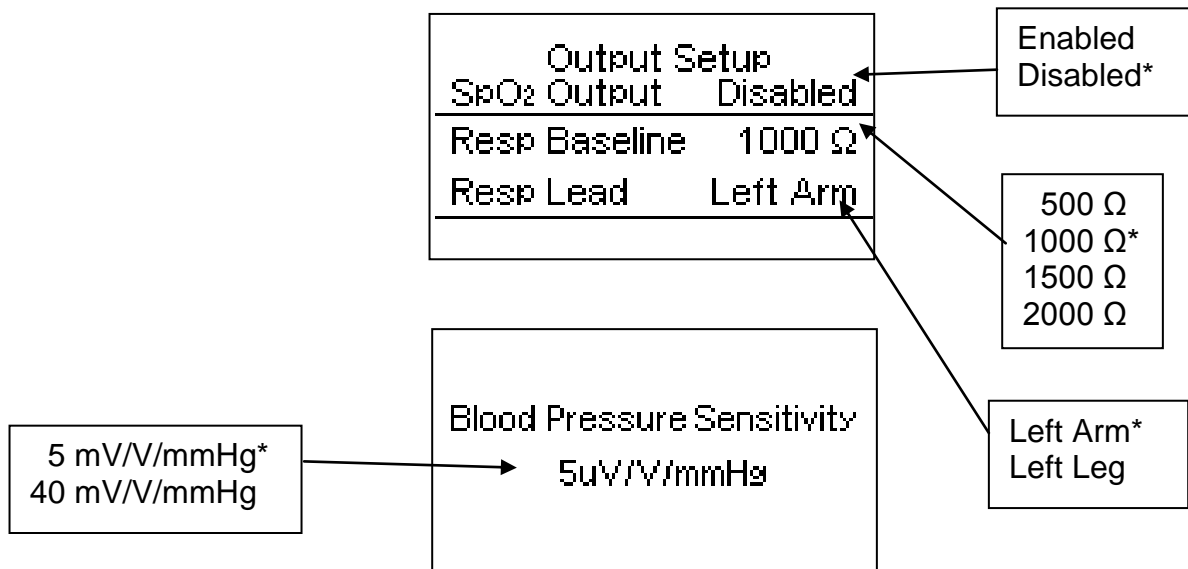 Output Setup
SpO2 Output Disabled
Resp Baseline 1000 Ω
Resp Lead Left Arm
Enabled
Disabled*
500 Ω
1000 Ω*
1500 Ω
2000 Ω
Left Arm*
Left Leg
Blood Pressure Sensitivity
5uV/V/mmHg
5 mV/V/mmHg*
40 mV/V/mmHg